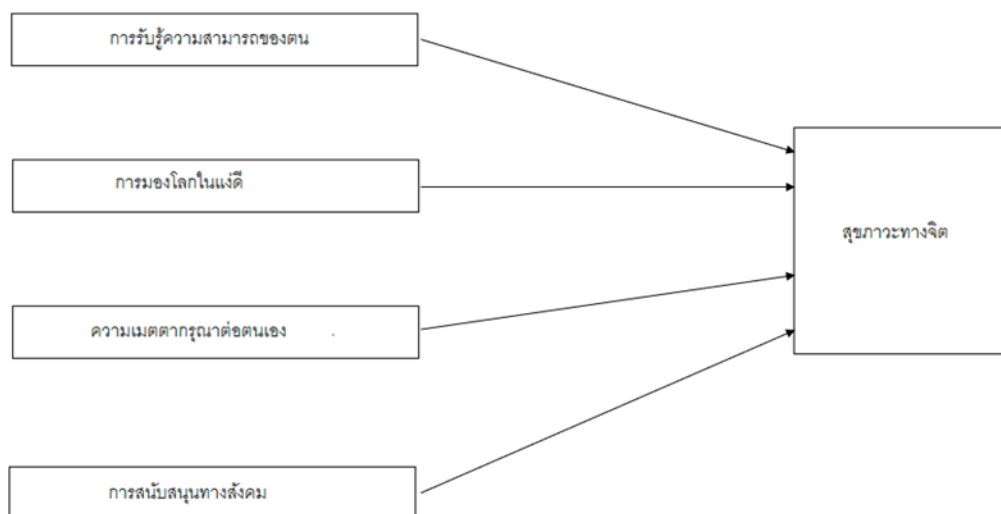 การรับรู้ความสามารถของตน
การมองโลกในแง่ดี
ความเมตตากรุณาต่อตนเอง .
การสนับสนุนทางสังคม
สุขภาวะทางจิต